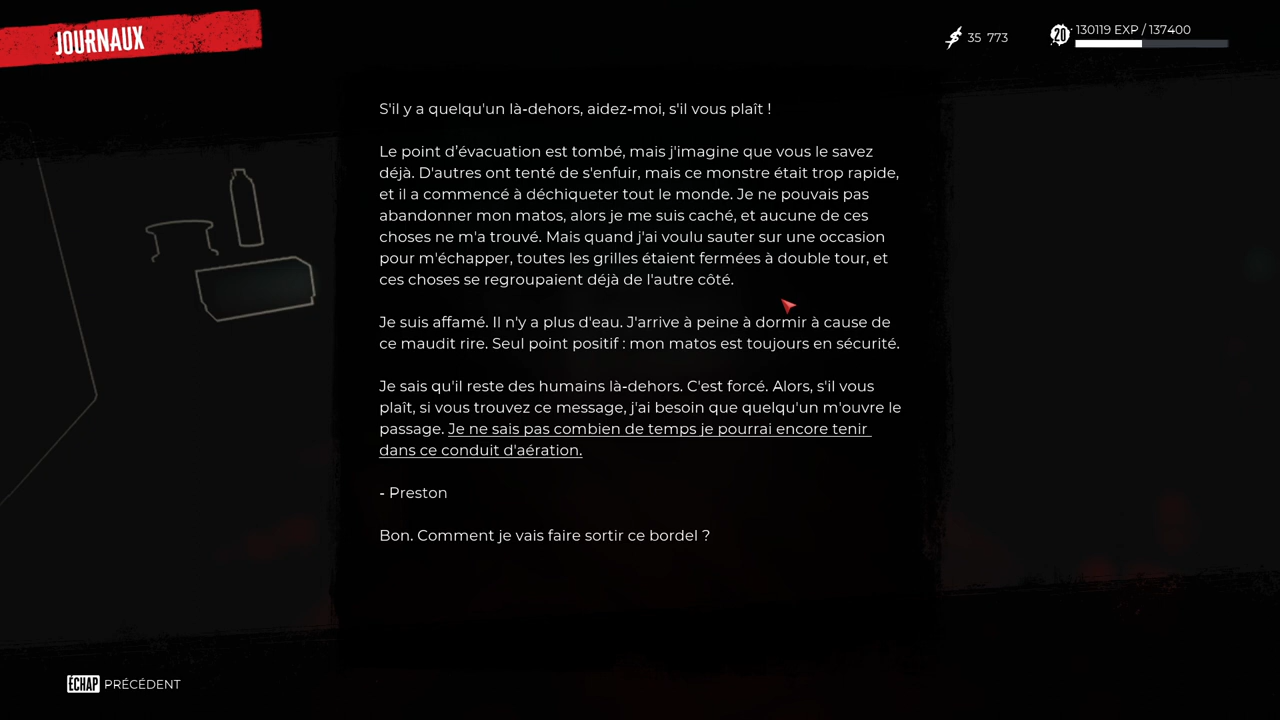 JOURNAUX
35 773
20
130119 EXP / 137400
S'il y a quelqu'un là-dehors, aidez-moi, s'il vous plaît !
Le point d’évacuation est tombé, mais j'imagine que vous le savez
déjà. D'autres ont tenté de s'enfuir, mais ce monstre était trop rapide,
et il a commencé à déchiqueter tout le monde. Je ne pouvais pas
abandonner mon matos, alors je me suis caché, et aucune de ces
choses ne m'a trouvé. Mais quand j'ai voulu sauter sur une occasion
pour m'échapper, toutes les grilles étaient fermées à double tour, et
ces choses se regroupaient déjà de l'autre côté.
Je suis affamé. Il n'y a plus d'eau. J'arrive à peine à dormir à cause de
ce maudit rire. Seul point positif : mon matos est toujours en sécurité.
Je sais qu'il reste des humains là-dehors. C'est forcé. Alors, s'il vous
plaît, si vous trouvez ce message, j'ai besoin que quelqu'un m'ouvre le
passage. Je ne sais pas combien de temps je pourrai encore tenir
dans ce conduit d'aération.
- Preston
Bon. Comment je vais faire sortir ce bordel ?
ÉCHAP PRÉCÉDENT